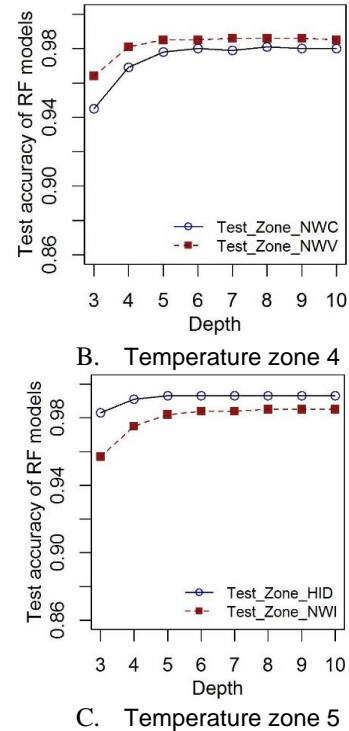 Test accuracy of RF models
0.98
0.94
0.90
0.86
Test_Zone_NWC
Test_Zone_NWV
3 4 5 6 7 8 9 10
Depth
B. Temperature zone 4
Test accuracy of RF models
0.98
0.94
0.90
0.86
Test_Zone_HID
Test_Zone_NWI
3 4 5 6 7 8 9 10
Depth
C. Temperature zone 5